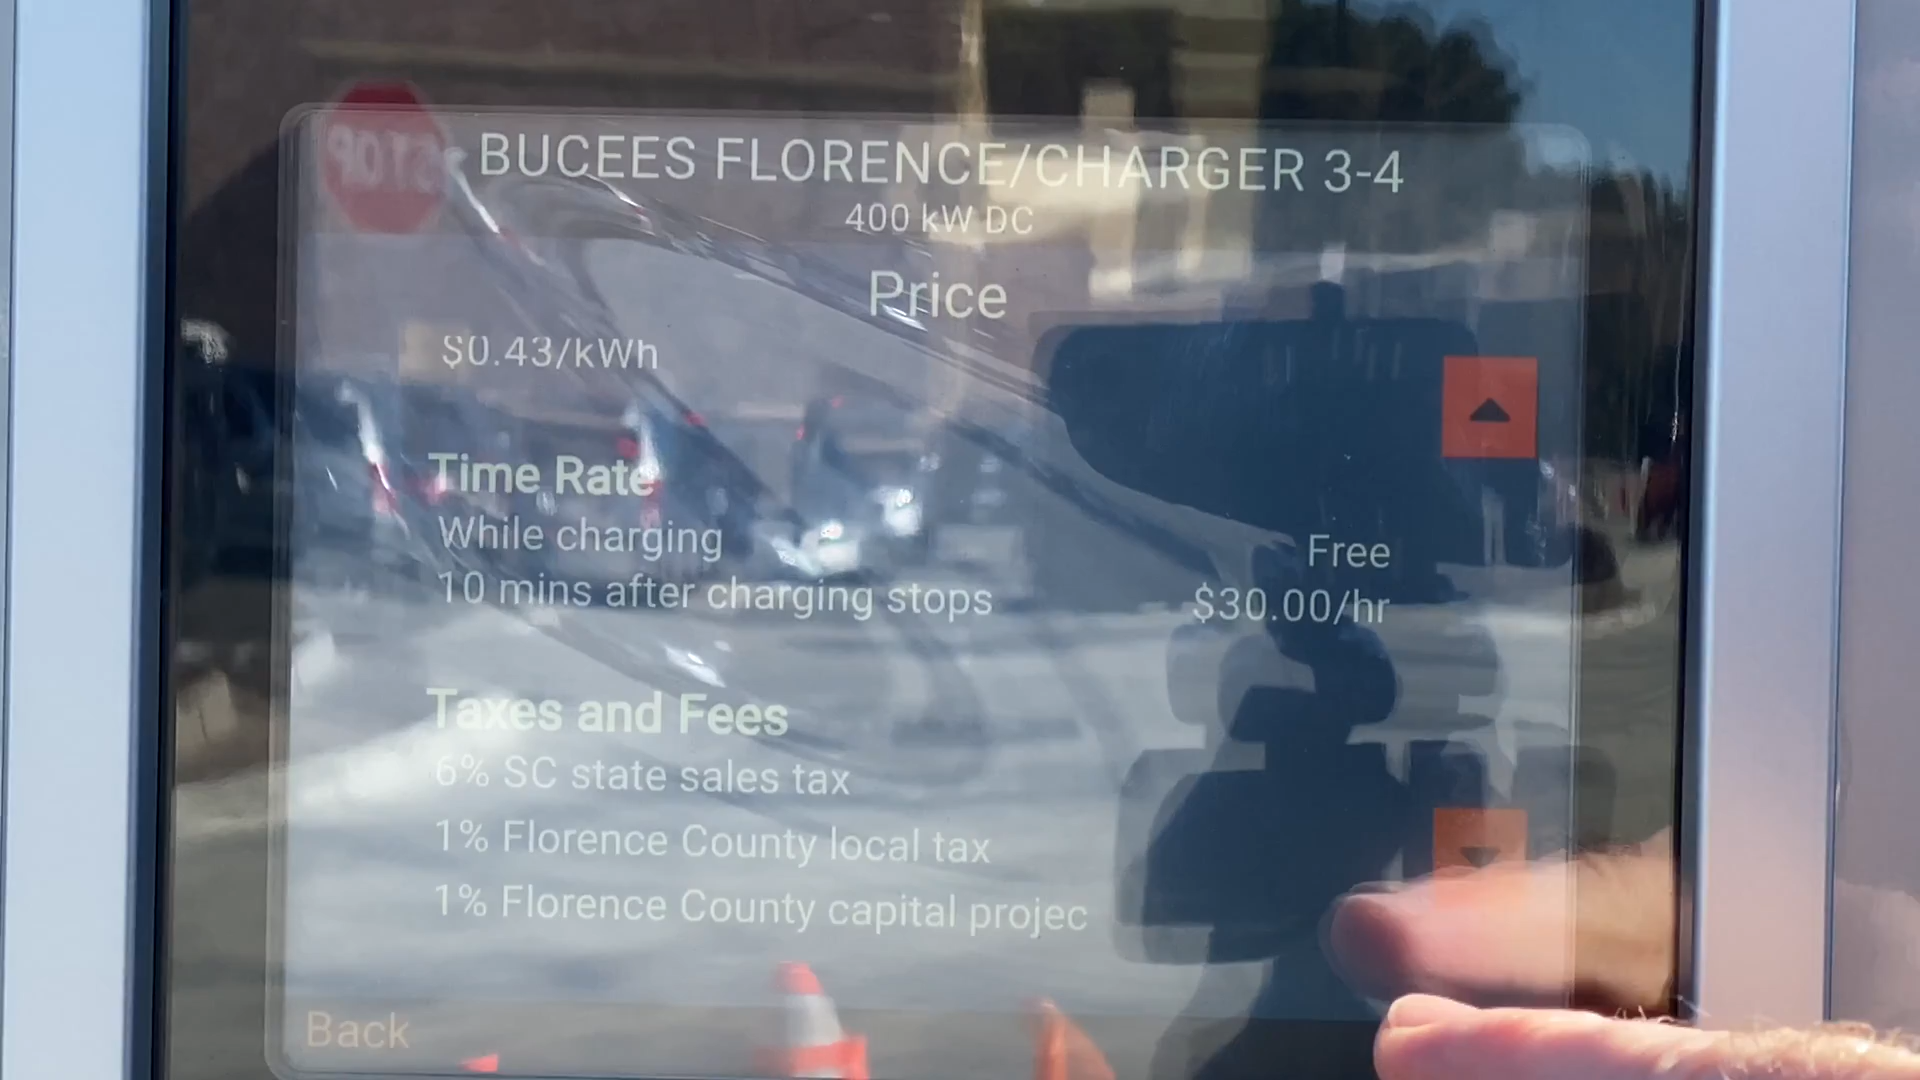 STOP
BUCEES FLORENCE/CHARGER 3-4
400 kW DC
Price
$0.43/kWh
Time Rate
While charging Free
10 mins after charging stops $30.00/hr
Taxes and Fees
6% SC state sales tax
1% Florence County local tax
1% Florence County capital projec
Back